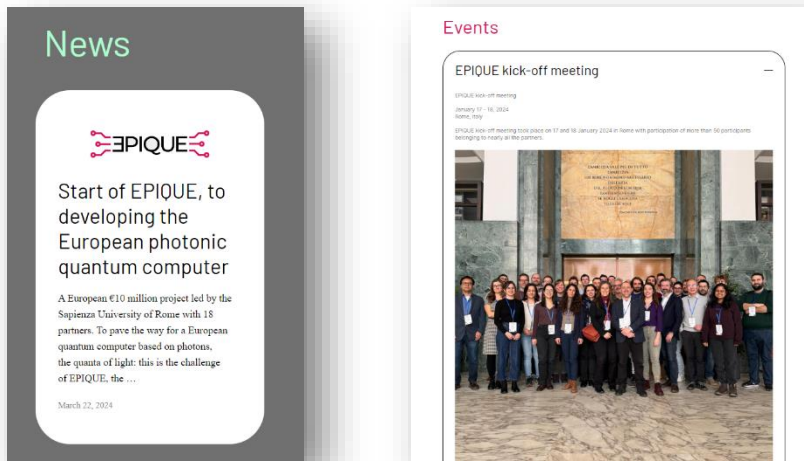 News
EPIQUE
Start of EPIQUE, to
developing the
European photonic
quantum computer
A European €10 million project led by the
Sapienza University of Rome with 18
partners. To pave the way for a European
quantum computer based on photons,
the quanta of light: this is the challenge
of EPIQUE, the …
March 22, 2024
Events
EPIQUE kick-off meeting
EPIQUE kick-off meeting
January 17 - 18, 2024
Rome, Italy
EPIQUE kick-off meeting took place on 17 and 18 January 2024 in Rome with participation of more than 50 participants
belonging to nearly all the partners.